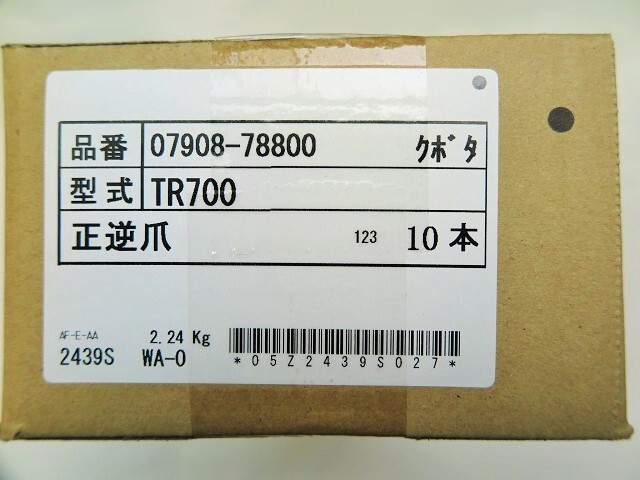 品番 07908-78800 クボタ
型式 TR700
正逆爪 123 10本
AF-E-AA 2.24 Kg
2439S WA-O *05Z2439S027*